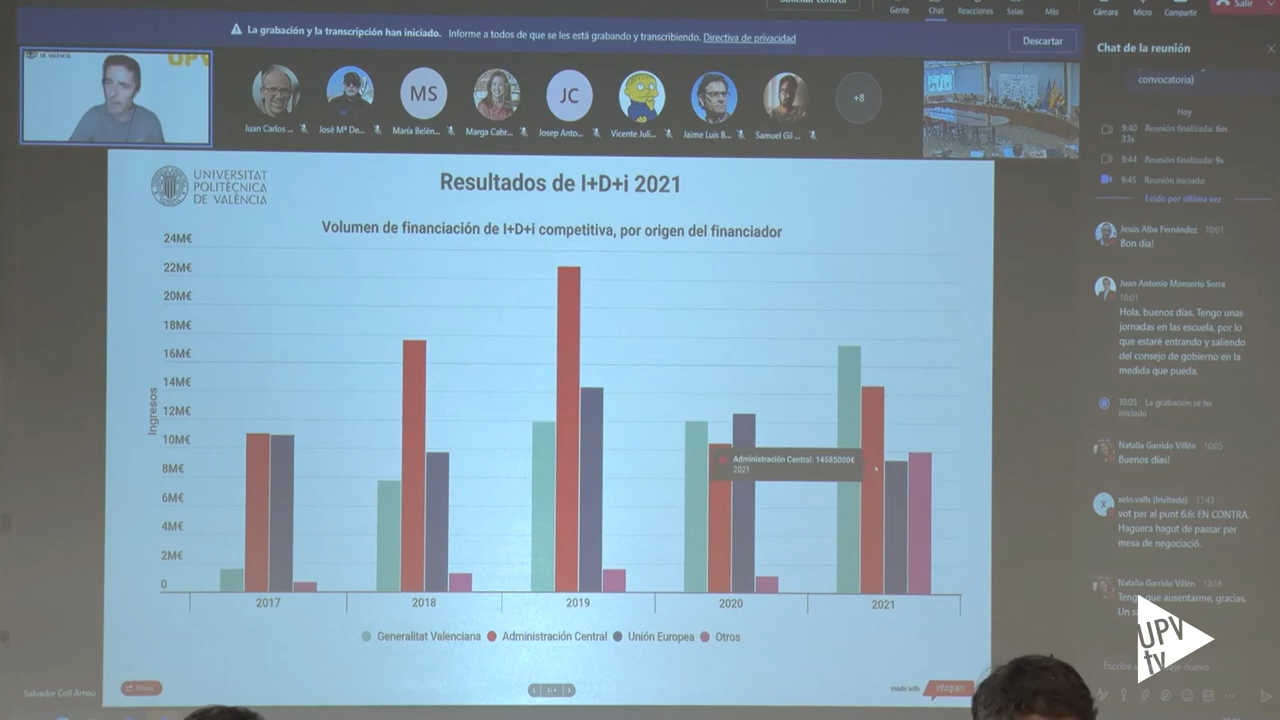 Gente
Chat
Reacciones
Salas
Más
Cámara
Micro
Compartir
Salir
La grabación y la transcripción han iniciado. Informe a todos de que se les está grabando y transcribiendo. Directiva de privacidad
Descartar
Chat de la reunión
UPV
MS
JC
+8
Juan Carlos ...
José Mª De...
María Belén...
Marga Cabr...
Josep Anto...
Vicente Juli...
Jaime Luis B...
Samuel Gil ...
convocatoria)
Hoy
9:40 Reunión finalizada: 6m
33s
9:44 Reunión finalizada: 9s
9:45 Reunión iniciada
Leído por última vez
Jesús Alba Fernández 10:01
Bon dia!
Juan Antonio Monsoriu Serra
10:01
Hola, buenos días. Tengo unas
jornadas en las escuela, por lo
que estaré entrando y saliendo
del consejo de gobierno en la
medida que pueda.
10:05 La grabación se ha
iniciado
Natalia Garrido Villén 10:05
Buenos días!
xelo.valls (Invitado) 11:43
vot per al punt 6.6: EN CONTRA.
Haguera hagut de passar per
mesa de negociació.
Natalia Garrido Villén 12:16
que ausentarme, gracias.
UNIVERSITAT
POLITÈCNICA
DE VALÈNCIA
Resultados de I+D+i 2021
Volumen de financiación de I+D+i competitiva, por origen del financiador
24M€
22M€
20M€
18M€
16M€
14M€
12M€
10M€
8M€
6M€
4M€
2M€
0
Ingresos
Administración Central: 14585000€
2021
2017
2018
2019
2020
2021
Generalitat Valenciana
Administración Central
Unión Europea
Otros
Share
made with
infogram
Salvador Coll Arnau
UPV
tv